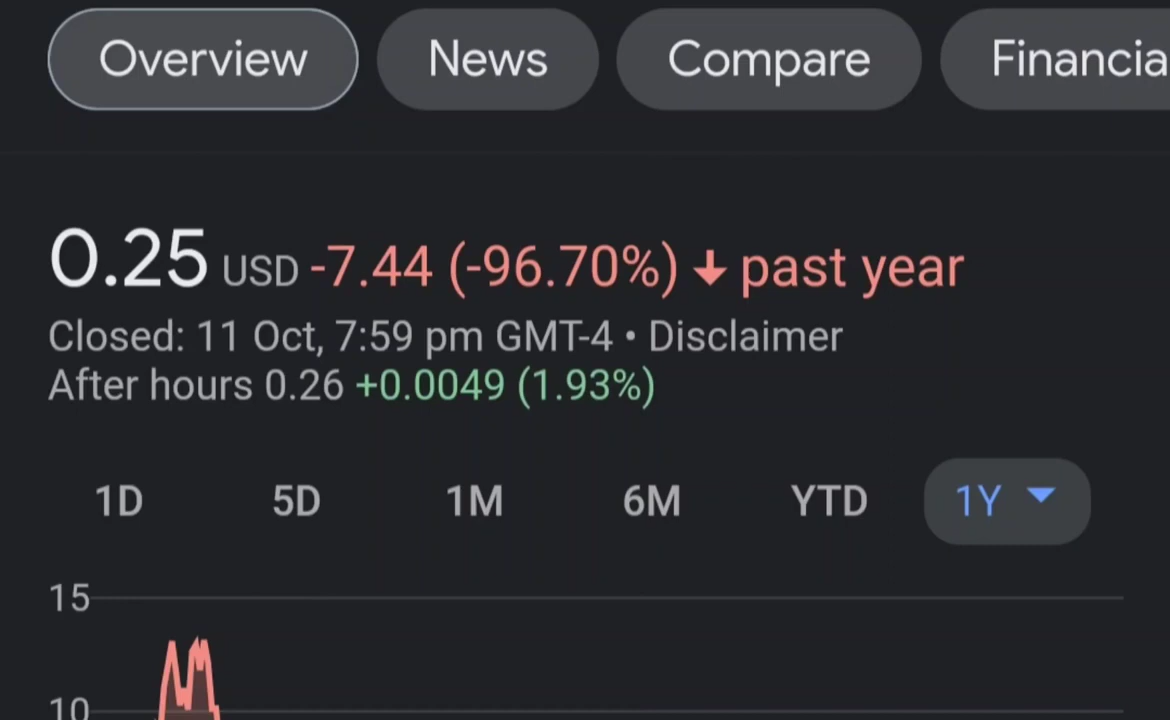 Overview News Compare Financia
0.25 USD -7.44 (-96.70%) ↓ past year
Closed: 11 Oct, 7:59 pm GMT-4 • Disclaimer
After hours 0.26 +0.0049 (1.93%)
1D 5D 1M 6M YTD 1Y
15
10